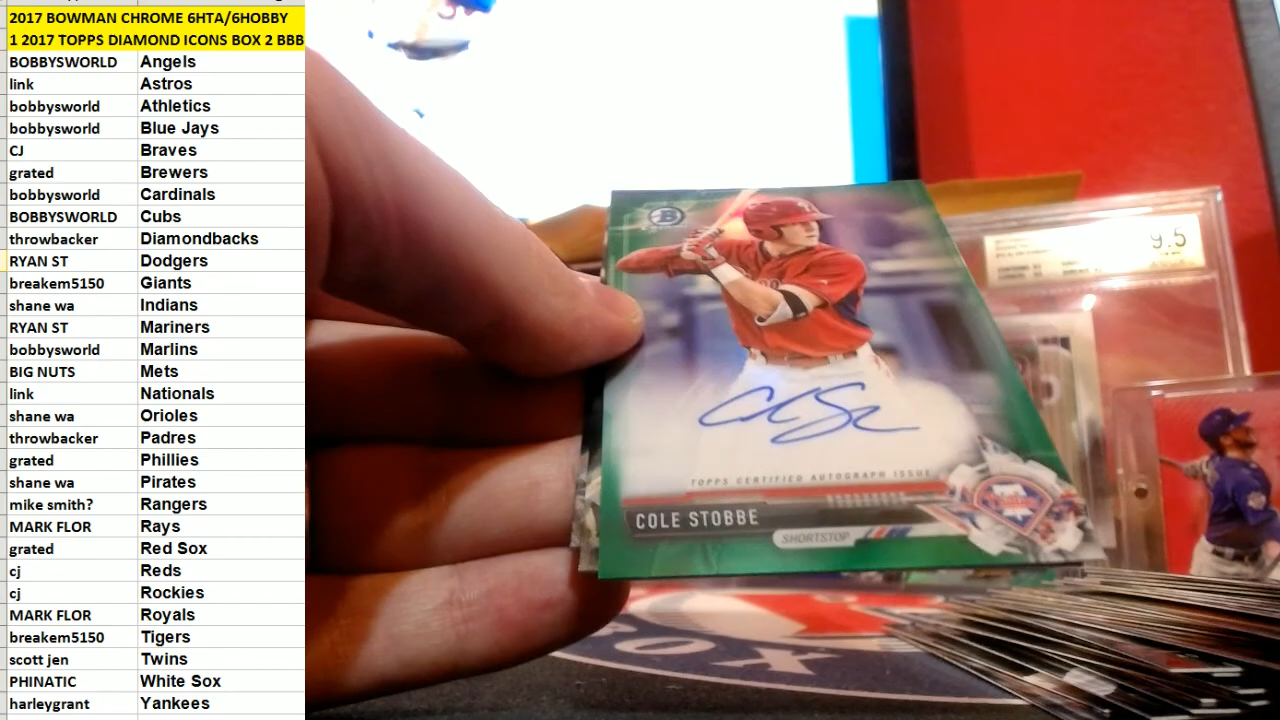 2017 BOWMAN CHROME 6HTA/6HOBBY
1 2017 TOPPS DIAMOND ICONS BOX 2 BBB
BOBBYSWORLD Angels
link Astros
bobbysworld Athletics
bobbysworld Blue Jays
CJ Braves
grated Brewers
bobbysworld Cardinals
BOBBYSWORLD Cubs
throwbacker Diamondbacks
RYAN ST Dodgers
breakem5150 Giants
shane wa Indians
RYAN ST Mariners
bobbysworld Marlins
BIG NUTS Mets
link Nationals
shane wa Orioles
throwbacker Padres
grated Phillies
shane wa Pirates
mike smith? Rangers
MARK FLOR Rays
grated Red Sox
cj Reds
cj Rockies
MARK FLOR Royals
breakem5150 Tigers
scott jen Twins
PHINATIC White Sox
harleygrant Yankees
B
TOPPS CERTIFIED AUTOGRAPH ISSUE
COLE STOBBE
SHORTSTOP
Phillies
9.5
BOX